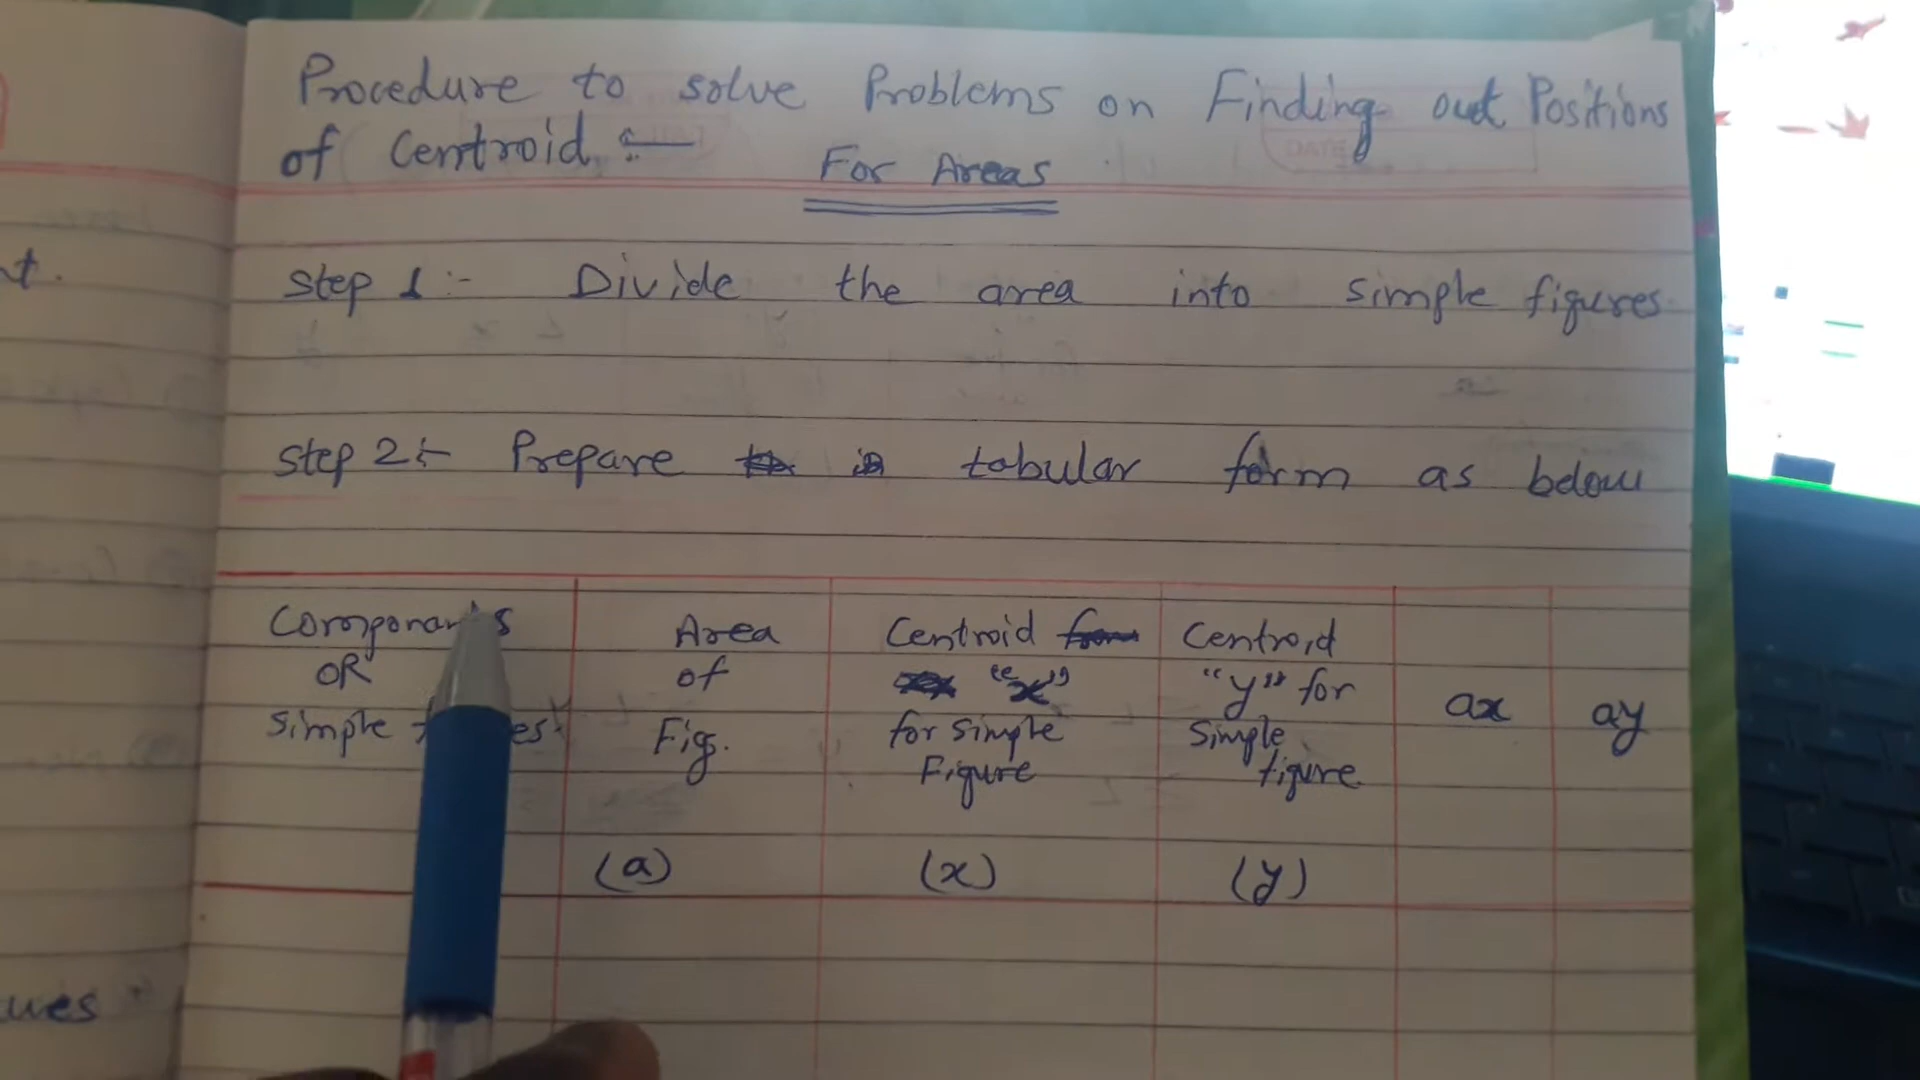 Procedure to solve Problems on Finding out Positions
of Centroid :-
For Areas
nt.
Step 1 :- Divide the area into simple figures
Step 2 :- Prepare tabular form as below
Area
of
Fig.
(a)
Centroid
"x"
for Simple
Figure
(x)
Centroid
"y" for
Simple
figure
(y)
ax
ay
OR
Simple